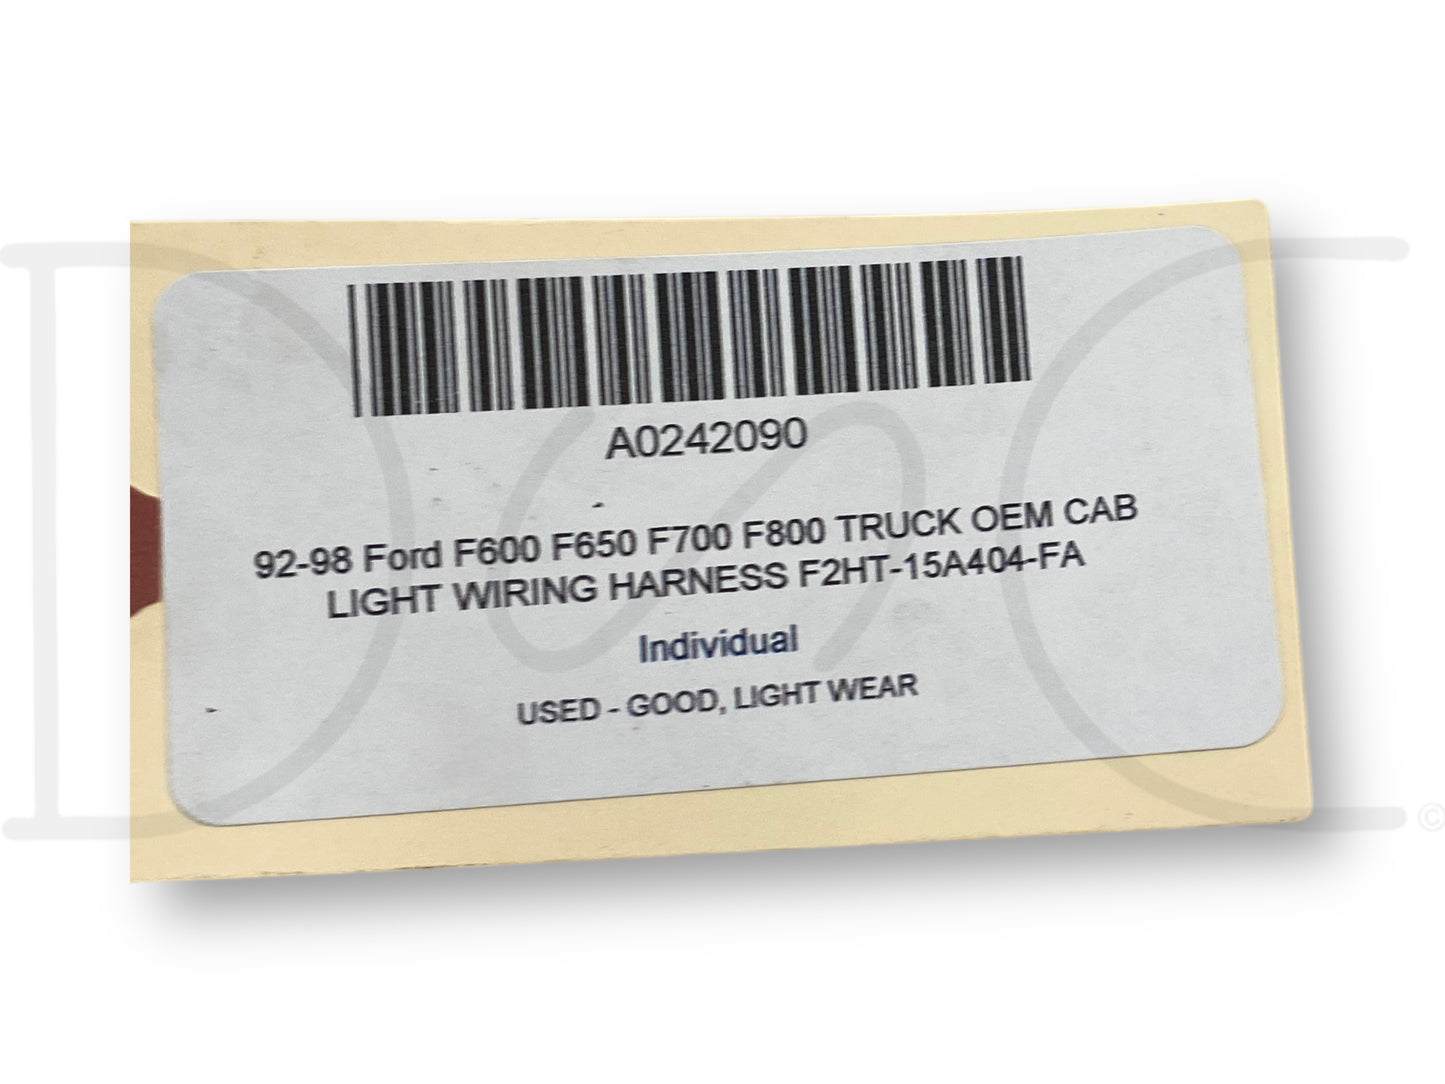 A0242090
92-98 Ford F600 F650 F700 F800 TRUCK OEM CAB
LIGHT WIRING HARNESS F2HT-15A404-FA
Individual
USED - GOOD, LIGHT WEAR
©